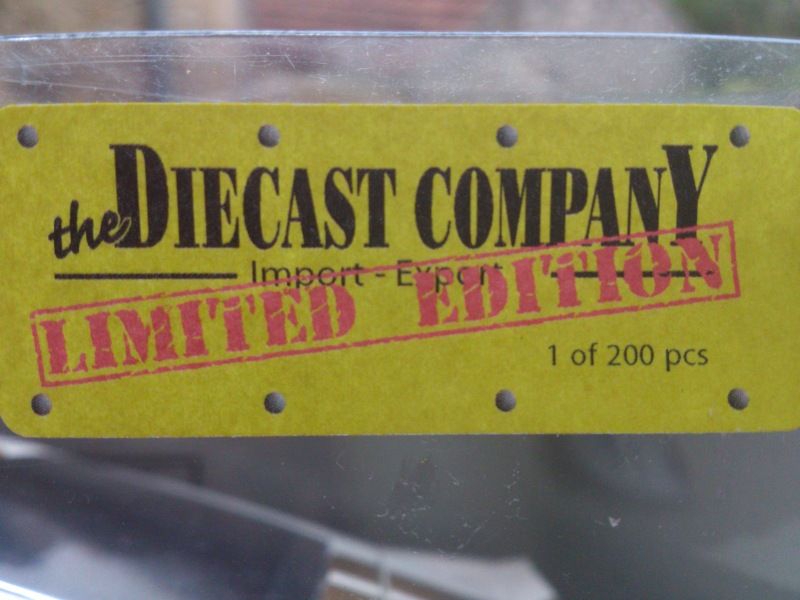 the DIECAST COMPANY
Import - Export
LIMITED EDITION
1 of 200 pcs